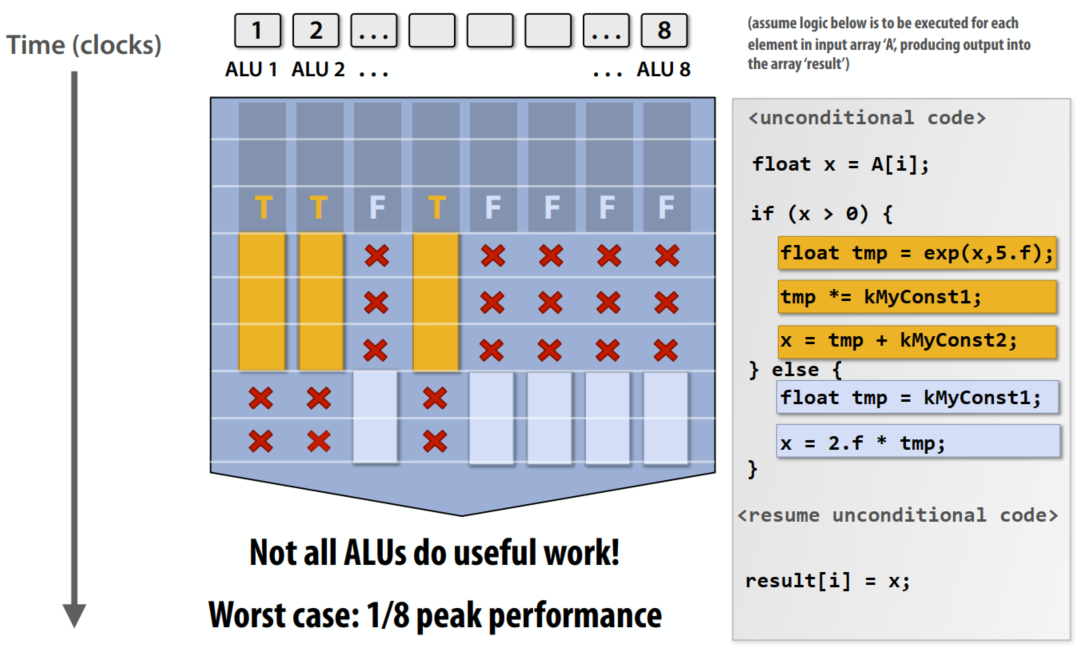 Time (clocks)
1 2 ... ... 8
ALU 1 ALU 2 ... ... ALU 8
(assume logic below is to be executed for each
element in input array ‘A’, producing output into
the array ‘result’)
T T F T F F F F
<unconditional code>
float x = A[i];
if (x > 0) {
float tmp = exp(x,5.f);
tmp *= kMyConst1;
x = tmp + kMyConst2;
} else {
float tmp = kMyConst1;
x = 2.f * tmp;
}
<resume unconditional code>
result[i] = x;
Not all ALUs do useful work!
Worst case: 1/8 peak performance